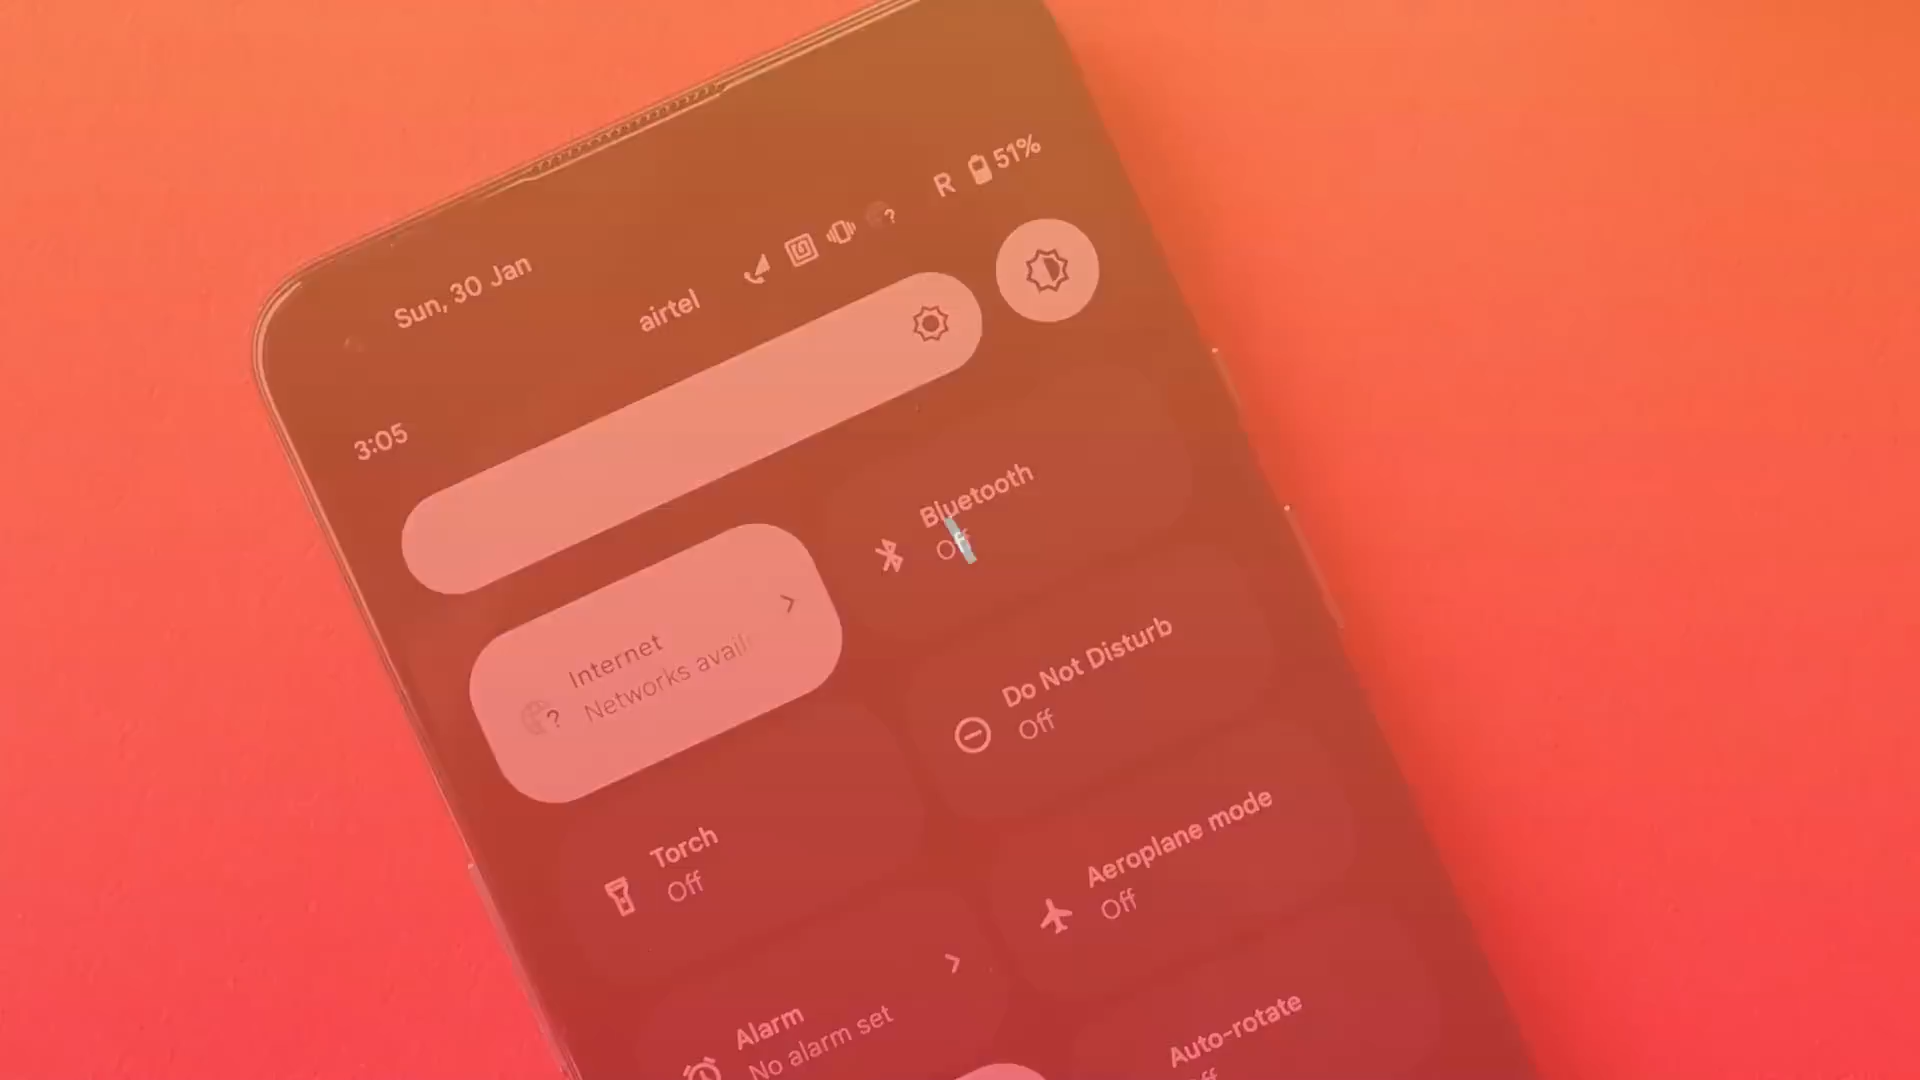 Sun, 30 Jan
airtel
R 51%
3:05
Internet
Networks avail
Bluetooth
Off
Do Not Disturb
Off
Torch
Off
Aeroplane mode
Off
Alarm
No alarm set
Auto-rotate